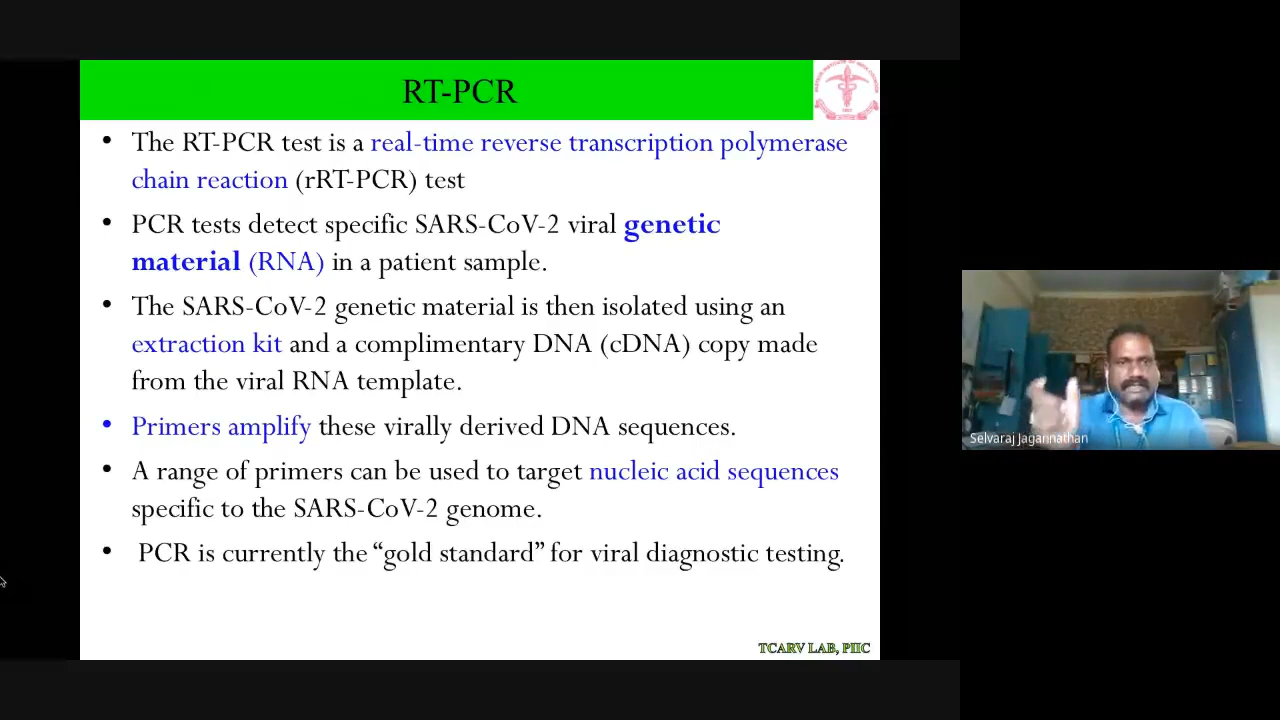 RT-PCR
• The RT-PCR test is a real-time reverse transcription polymerase
chain reaction (rRT-PCR) test
• PCR tests detect specific SARS-CoV-2 viral genetic
material (RNA) in a patient sample.
• The SARS-CoV-2 genetic material is then isolated using an
extraction kit and a complimentary DNA (cDNA) copy made
from the viral RNA template.
• Primers amplify these virally derived DNA sequences.
• A range of primers can be used to target nucleic acid sequences
specific to the SARS-CoV-2 genome.
• PCR is currently the “gold standard” for viral diagnostic testing.
TCARV LAB, PIIC
Selvaraj Jagannathan